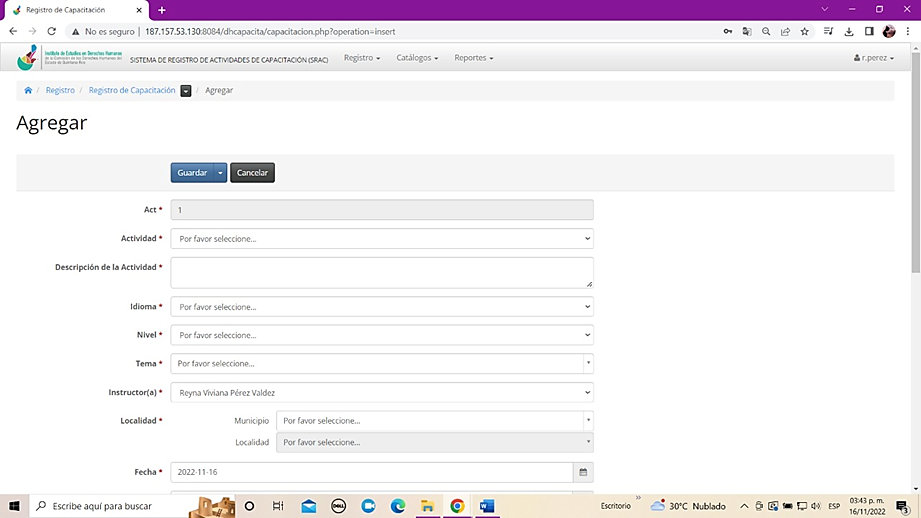 Registro de Capacitación
No es seguro | 187.157.53.130:8084/dhcapacita/capacitacion.php?operation=insert
Instituto de Estudios en Derechos Humanos
de la Comisión de los Derechos Humanos del
Estado de Quintana Roo
SISTEMA DE REGISTRO DE ACTIVIDADES DE CAPACITACIÓN (SRAC)
Registro
Catálogos
Reportes
r.perez
/ Registro / Registro de Capacitación / Agregar
Agregar
Guardar
Cancelar
Act * 1
Actividad * Por favor seleccione...
Descripción de la Actividad *
Idioma * Por favor seleccione...
Nivel * Por favor seleccione...
Tema * Por favor seleccione...
Instructor(a) * Reyna Viviana Pérez Valdez
Localidad * Municipio Por favor seleccione...
Localidad Por favor seleccione...
Fecha * 2022-11-16
Escribe aquí para buscar
DELL
Escritorio
30°C Nublado
ESP
03:43 p. m.
16/11/2022
3